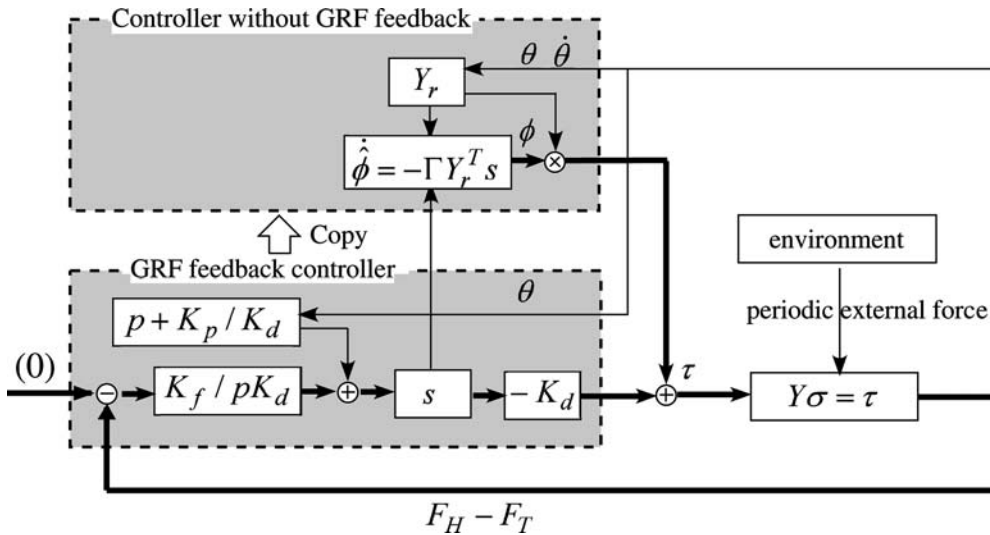 Controller without GRF feedback
θ θ̇
Y_r
ϕ
ϕ̂̇ = −ΓY_r^T s
×
Copy
GRF feedback controller
environment
θ
p + K_p / K_d
periodic external force
(0)
−
K_f / pK_d
+
s
− K_d
+
τ
Yσ = τ
F_H − F_T